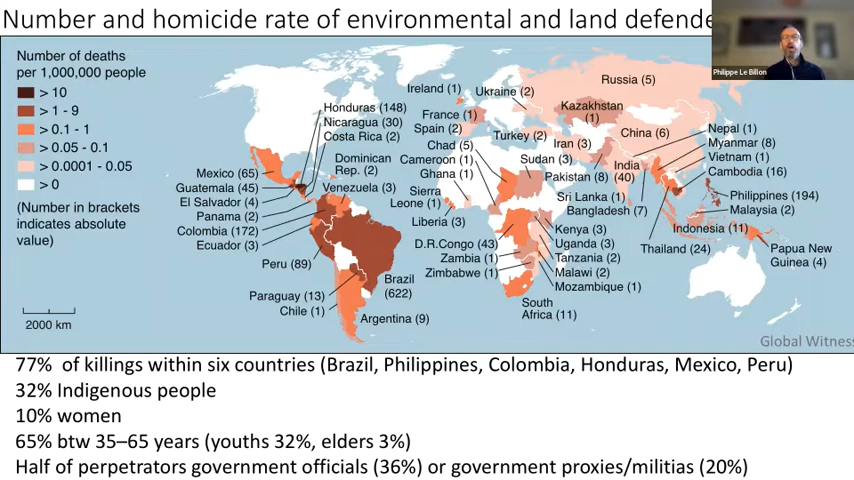 Number and homicide rate of environmental and land defende
Philippe Le Billon
Number of deaths
per 1,000,000 people
> 10
> 1 - 9
> 0.1 - 1
> 0.05 - 0.1
> 0.0001 - 0.05
> 0
(Number in brackets
indicates absolute
value)
2000 km
Honduras (148)
Nicaragua (30)
Costa Rica (2)
Dominican
Rep. (2)
Mexico (65)
Guatemala (45)
El Salvador (4)
Panama (2)
Colombia (172)
Ecuador (3)
Venezuela (3)
Peru (89)
Brazil
(622)
Paraguay (13)
Chile (1)
Argentina (9)
Ireland (1)
Ukraine (2)
Russia (5)
France (1)
Spain (2)
Kazakhstan
(1)
Turkey (2)
Iran (3)
China (6)
Chad (5)
Cameroon (1)
Ghana (1)
Sudan (3)
Pakistan (8)
India
(40)
Sierra
Leone (1)
Liberia (3)
Sri Lanka (1)
Bangladesh (7)
Nepal (1)
Myanmar (8)
Vietnam (1)
Cambodia (16)
Philippines (194)
Malaysia (2)
Indonesia (11)
Thailand (24)
Papua New
Guinea (4)
D.R.Congo (43)
Zambia (1)
Zimbabwe (1)
Kenya (3)
Uganda (3)
Tanzania (2)
Malawi (2)
Mozambique (1)
South
Africa (11)
Global Witness
77% of killings within six countries (Brazil, Philippines, Colombia, Honduras, Mexico, Peru)
32% Indigenous people
10% women
65% btw 35–65 years (youths 32%, elders 3%)
Half of perpetrators government officials (36%) or government proxies/militias (20%)